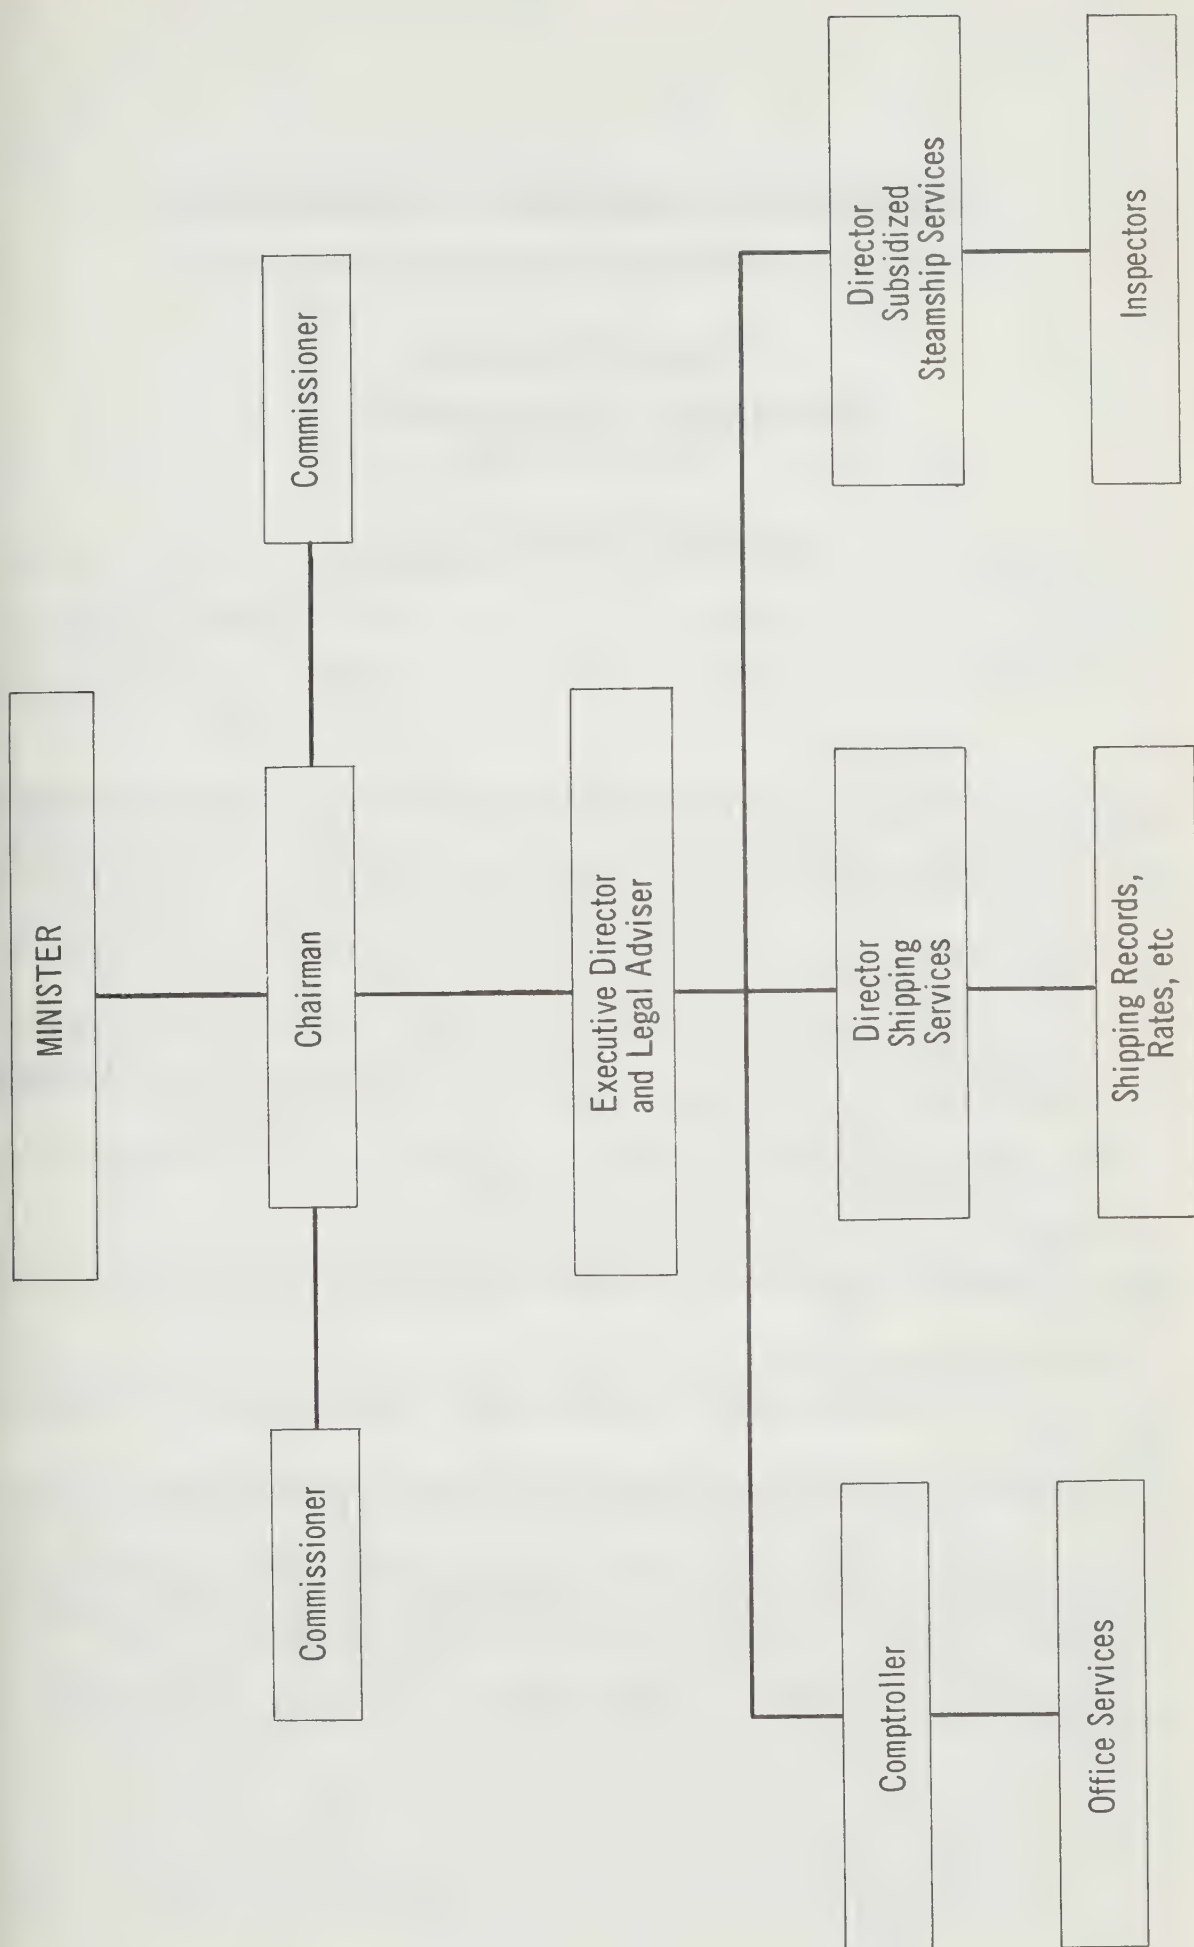 MINISTER
Commissioner
Chairman
Commissioner
Executive Director
and Legal Adviser
Comptroller
Director
Shipping
Services
Director
Subsidized
Steamship Services
Office Services
Shipping Records,
Rates, etc
Inspectors